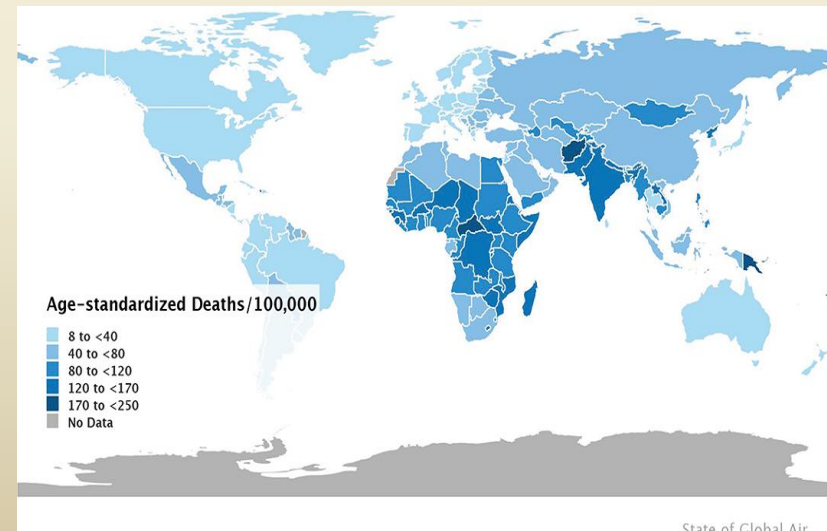 Age-standardized Deaths/100,000
8 to <40
40 to <80
80 to <120
120 to <170
170 to <250
No Data
State of Global Air